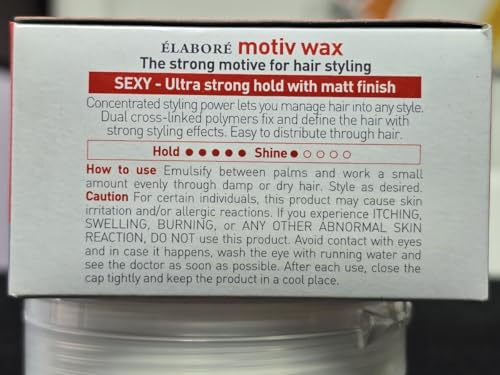 ÉLABORÉ motiv wax
The strong motive for hair styling
SEXY - Ultra strong hold with matt finish
Concentrated styling power lets you manage hair into any style.
Dual cross-linked polymers fix and define the hair with
strong styling effects. Easy to distribute through hair.
Hold ● ● ● ● ● Shine ● ○ ○ ○ ○
How to use Emulsify between palms and work a small
amount evenly through damp or dry hair. Style as desired.
Caution For certain individuals, this product may cause skin
irritation and/or allergic reactions. If you experience ITCHING,
SWELLING, BURNING, or ANY OTHER ABNORMAL SKIN
REACTION, DO NOT use this product. Avoid contact with eyes
and in case it happens, wash the eye with running water and
see the doctor as soon as possible. After each use, close the
cap tightly and keep the product in a cool place.